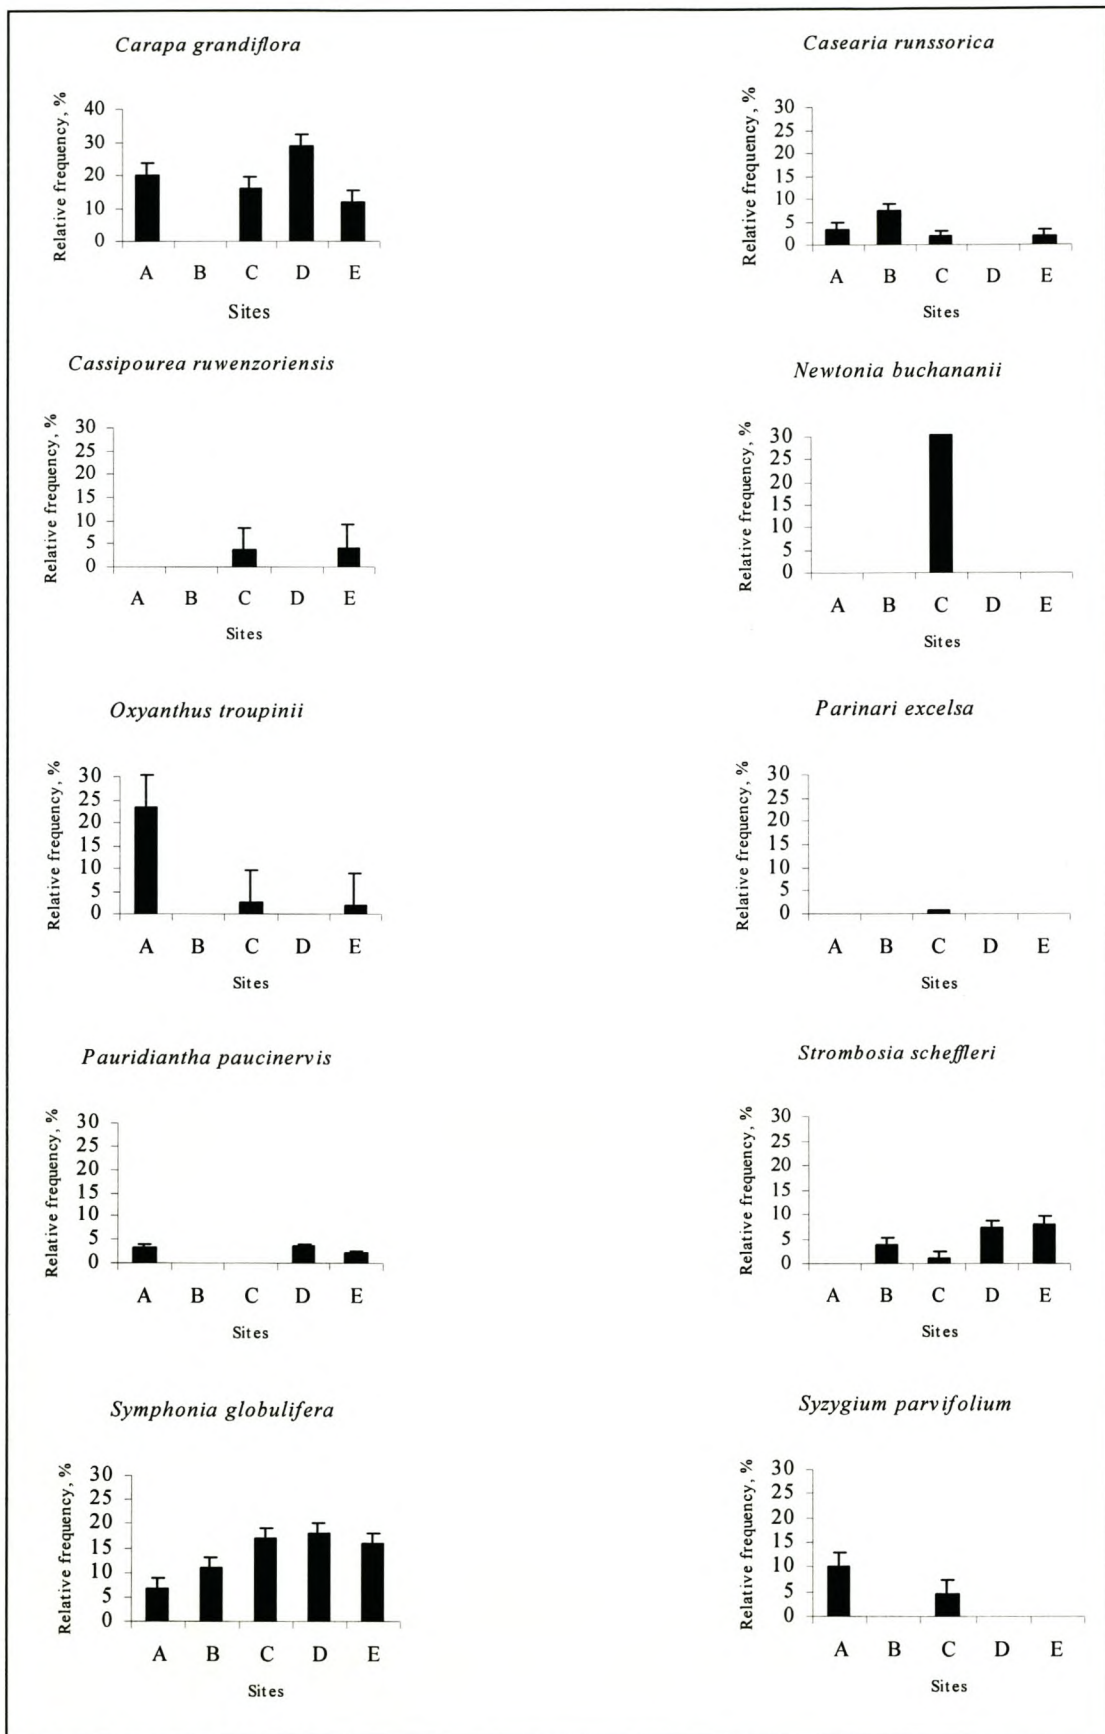 Carapa grandiflora
Relative frequency, %
40
30
20
10
0
A B C D E
Sites
Casearia runssorica
Relative frequency, %
30
25
20
15
10
5
0
A B C D E
Sites
Cassipourea ruwenzoriensis
Relative frequency, %
30
25
20
15
10
5
0
A B C D E
Sites
Newtonia buchananii
Relative frequency, %
30
25
20
15
10
5
0
A B C D E
Sites
Oxyanthus troupinii
Relative frequency, %
30
25
20
15
10
5
0
A B C D E
Sites
Parinari excelsa
Relative frequency, %
30
25
20
15
10
5
0
A B C D E
Sites
Pauridiantha paucinervis
Relative frequency, %
30
25
20
15
10
5
0
A B C D E
Sites
Strombosia scheffleri
Relative frequency, %
30
25
20
15
10
5
0
A B C D E
Sites
Symphonia globulifera
Relative frequency, %
30
25
20
15
10
5
0
A B C D E
Sites
Syzygium parvifolium
Relative frequency, %
30
25
20
15
10
5
0
A B C D E
Sites